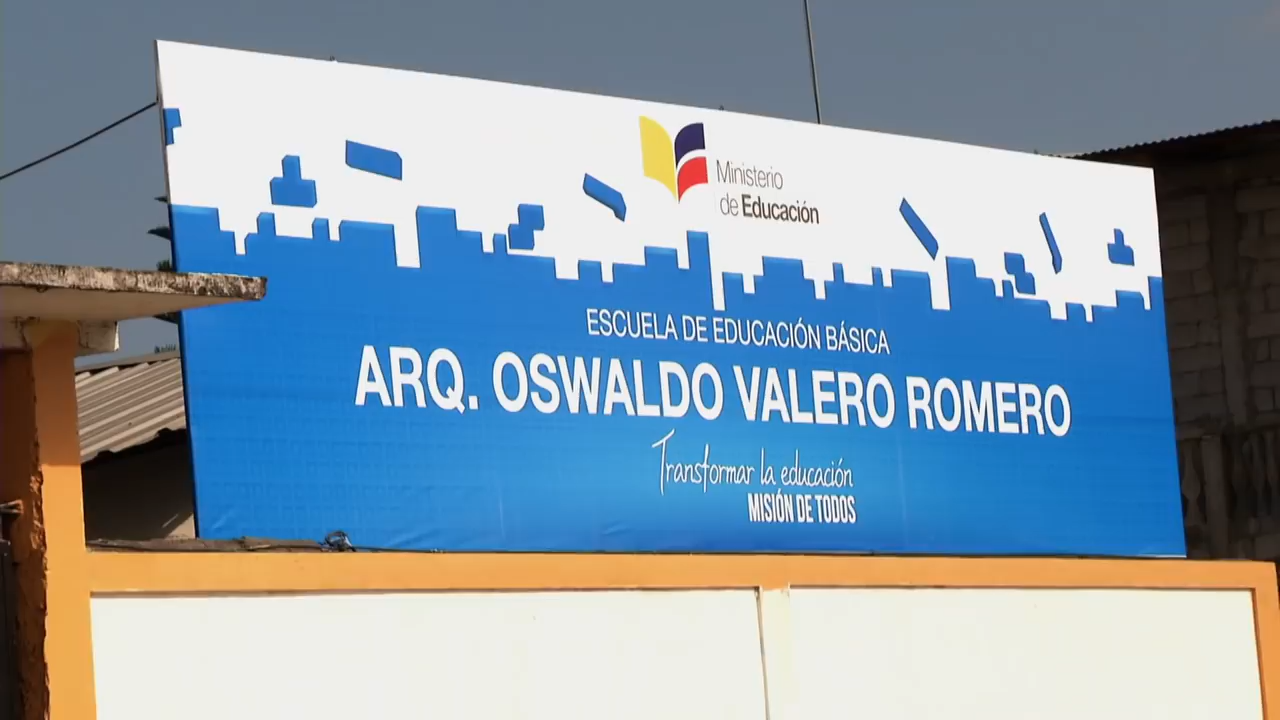 Ministerio
de Educación
ESCUELA DE EDUCACIÓN BÁSICA
ARQ. OSWALDO VALERO ROMERO
Transformar la educación
MISIÓN DE TODOS